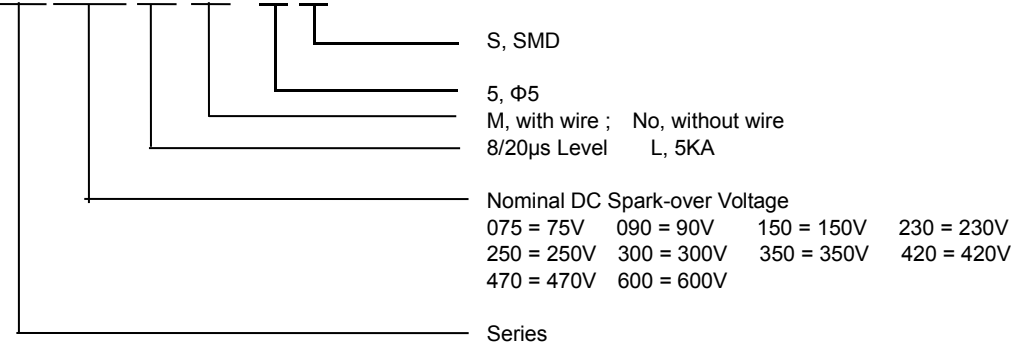 S, SMD
5, Φ5
M, with wire ; No, without wire
8/20μs Level L, 5KA
Nominal DC Spark-over Voltage
075 = 75V 090 = 90V 150 = 150V 230 = 230V
250 = 250V 300 = 300V 350 = 350V 420 = 420V
470 = 470V 600 = 600V
Series